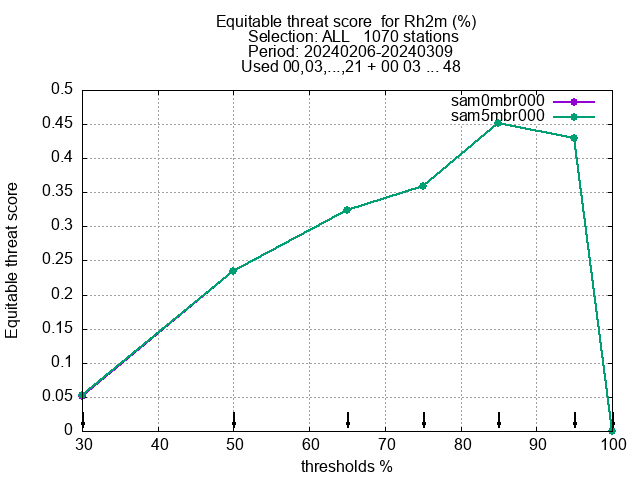 Equitable threat score  for Rh2m (%)
Selection: ALL   1070 stations
Period: 20240206-20240309
Used 00,03,...,21 + 00 03 ... 48
sam0mbr000
sam5mbr000
0.5
0.45
0.4
0.35
0.3
0.25
0.2
0.15
0.1
0.05
0
Equitable threat score
30 40 50 60 70 80 90 100
thresholds %